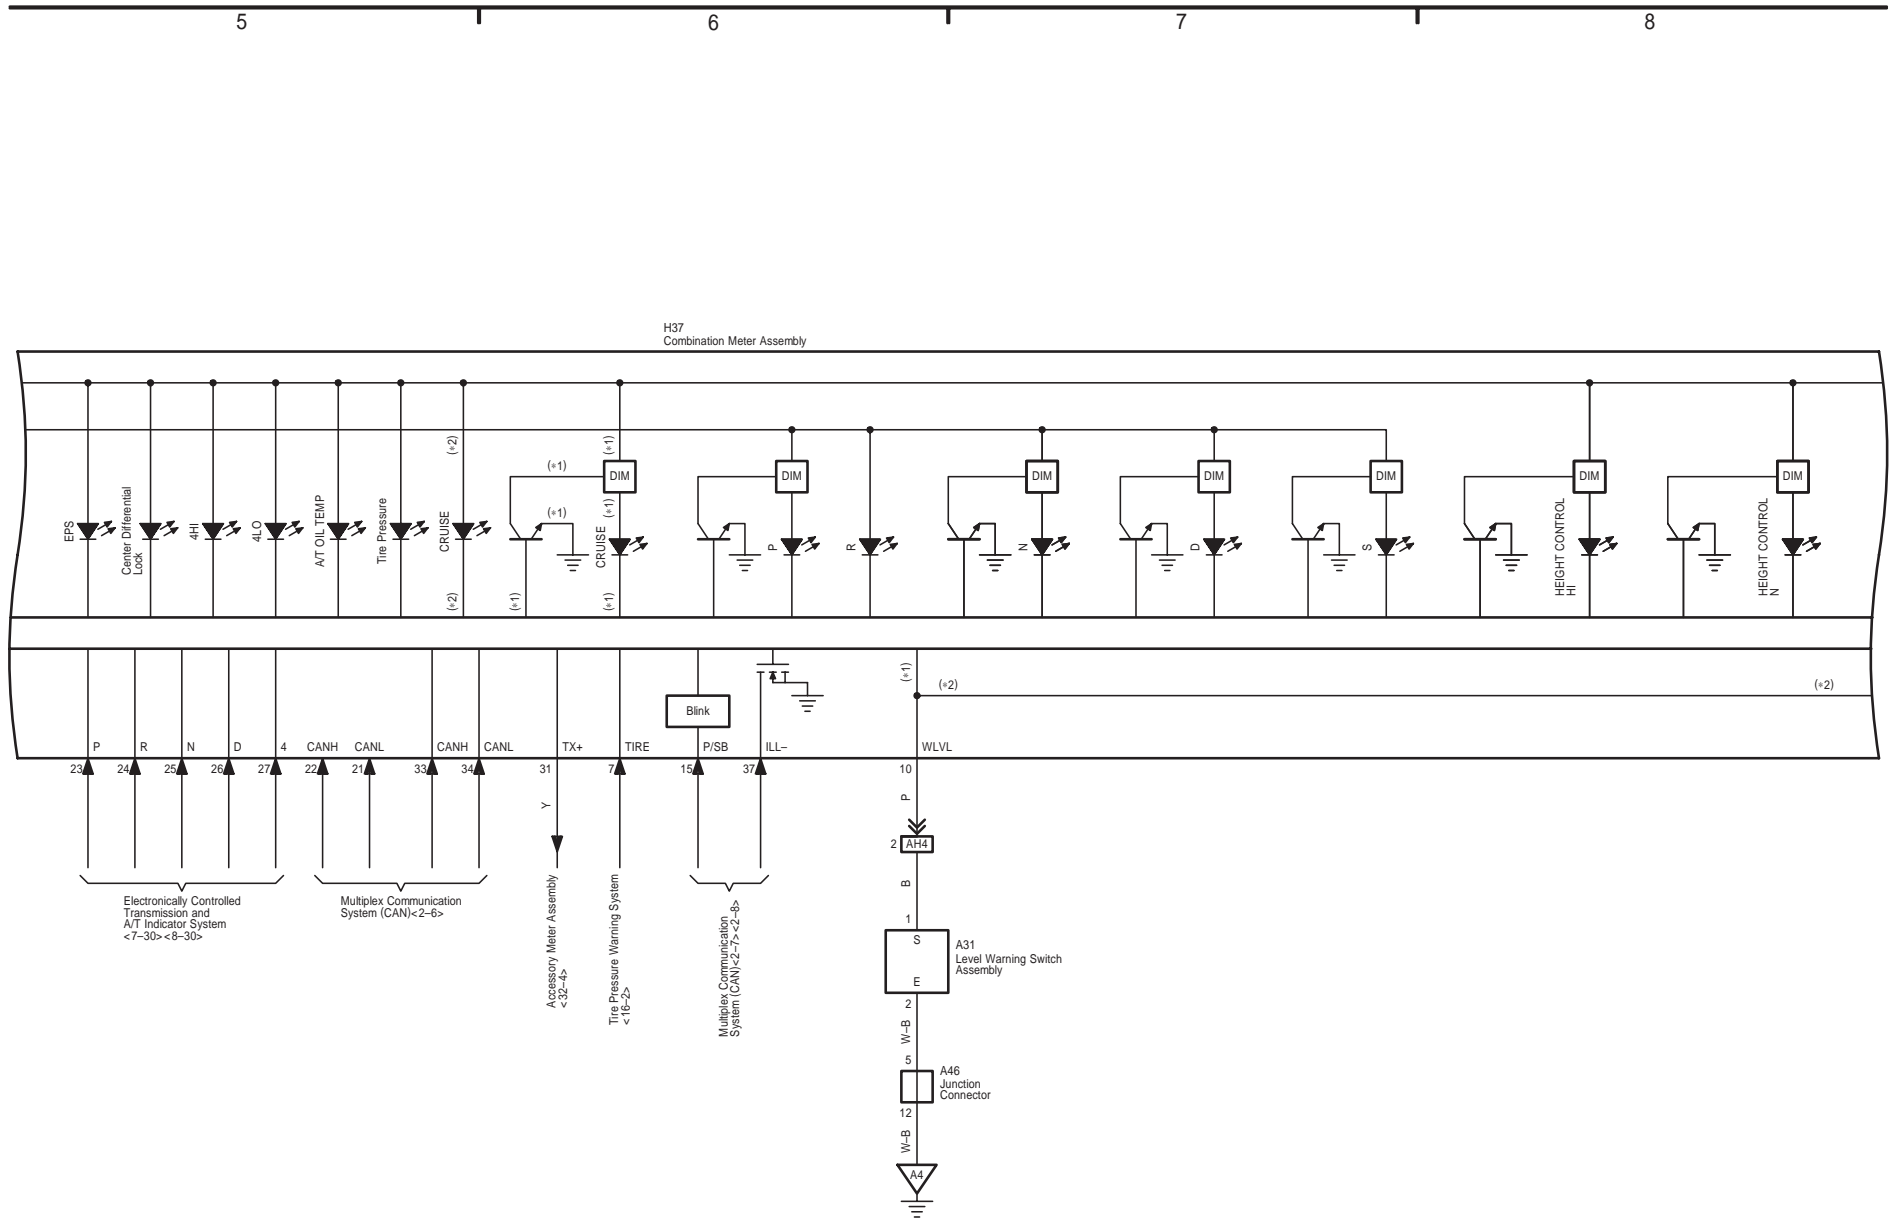 5 6 7 8
H37
Combination Meter Assembly
(*2)
(*1)
(*1)
DIM
DIM
DIM
DIM
DIM
DIM
DIM
(*1)
(*1)
EPS
Center Differential
Lock
4HI
4LO
A/T OIL TEMP
Tire Pressure
CRUISE
CRUISE
P
R
N
D
S
HEIGHT CONTROL
HI
HEIGHT CONTROL
N
(*2)
(*1)
(*1)
(*1)
(*2)
(*2)
Blink
P R N D 4 CANH CANL CANH CANL TX+ TIRE P/SB ILL– WLVL
23 24 25 26 27 22 21 33 34 31 7 15 37 10
Y
P
2 AH4
B
Electronically Controlled
Transmission and
A/T Indicator System
<7–30><8–30>
Multiplex Communication
System (CAN)<2–6>
Accessory Meter Assembly
<32–4>
Tire Pressure Warning System
<16–2>
Multiplex Communication
System (CAN)<2–7><2–8>
1
S
E
A31
Level Warning Switch
Assembly
2
W–B
5
A46
Junction
Connector
12
W–B
A4